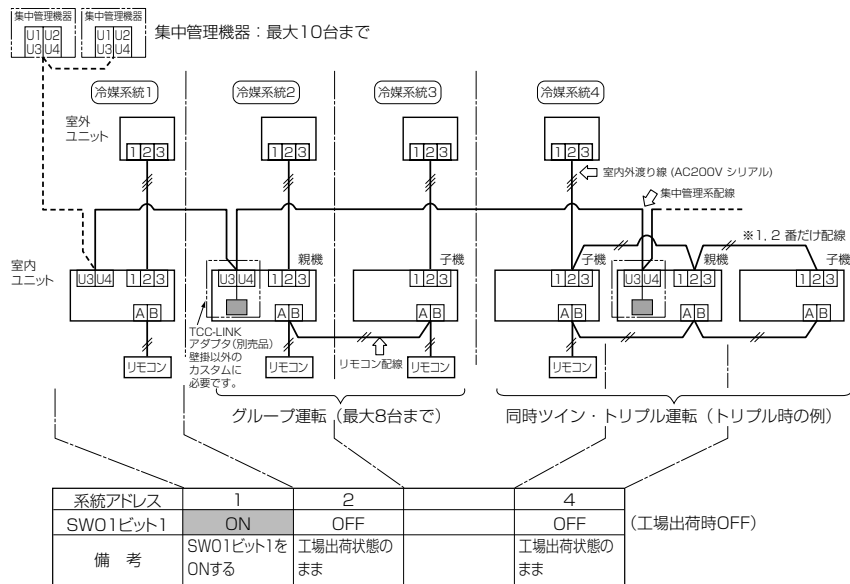 集中管理機器
集中管理機器
U1 U2
U3 U4
U1 U2
U3 U4
集中管理機器：最大10台まで
冷媒系統1
冷媒系統2
冷媒系統3
冷媒系統4
室外
ユニット
1 2 3
1 2 3
1 2 3
1 2 3
室内外渡り線 (AC200V シリアル)
集中管理系配線
※1, 2 番だけ配線
室内
ユニット
親機
子機
子機
親機
子機
U3 U4
1 2 3
U3 U4
1 2 3
1 2 3
1 2 3
U3 U4
1 2 3
1 2 3
A B
A B
A B
A B
A B
A B
TCC-LINK
アダプタ(別売品)
壁掛以外の
カスタムに
必要です。
リモコン配線
リモコン
リモコン
リモコン
リモコン
グループ運転（最大8台まで）
同時ツイン・トリプル運転（トリプル時の例）
系統アドレス 1 2 4
SW01ビット1 ON OFF OFF
(工場出荷時OFF)
備 考
SW01ビット1を
ONする
工場出荷状態の
まま
工場出荷状態の
まま